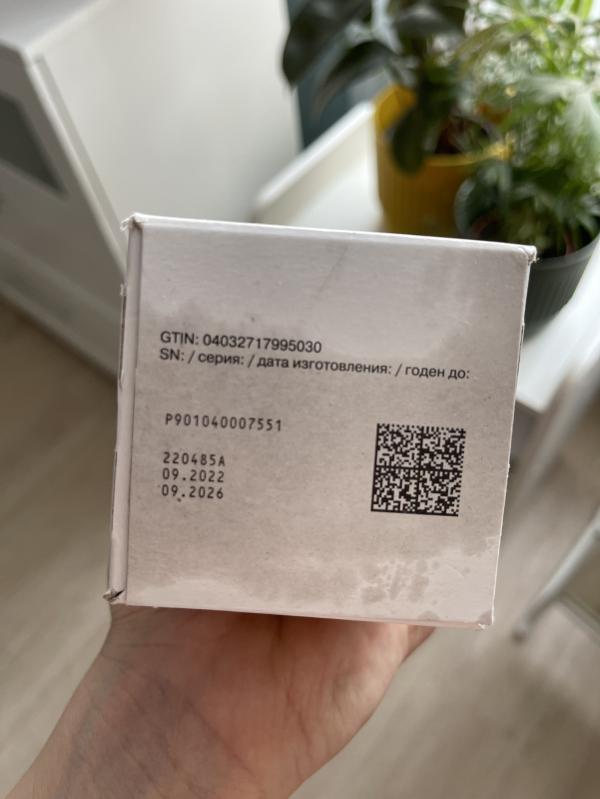 GTIN: 04032717995030
SN: / серия: / дата изготовления: / годен до:
P901040007551
220485A
09.2022
09.2026